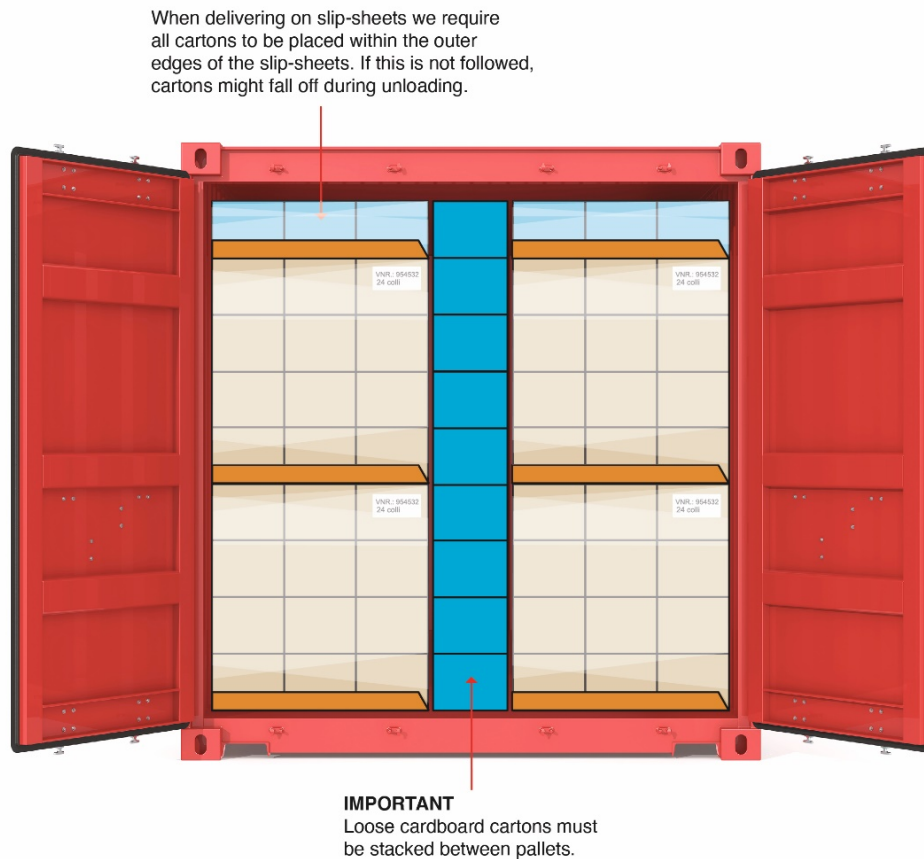 When delivering on slip-sheets we require
all cartons to be placed within the outer
edges of the slip-sheets. If this is not followed,
cartons might fall off during unloading.
VNR.: 954532
24 colli
VNR.: 954532
24 colli
VNR.: 954532
24 colli
VNR.: 954532
24 colli
IMPORTANT
Loose cardboard cartons must
be stacked between pallets.